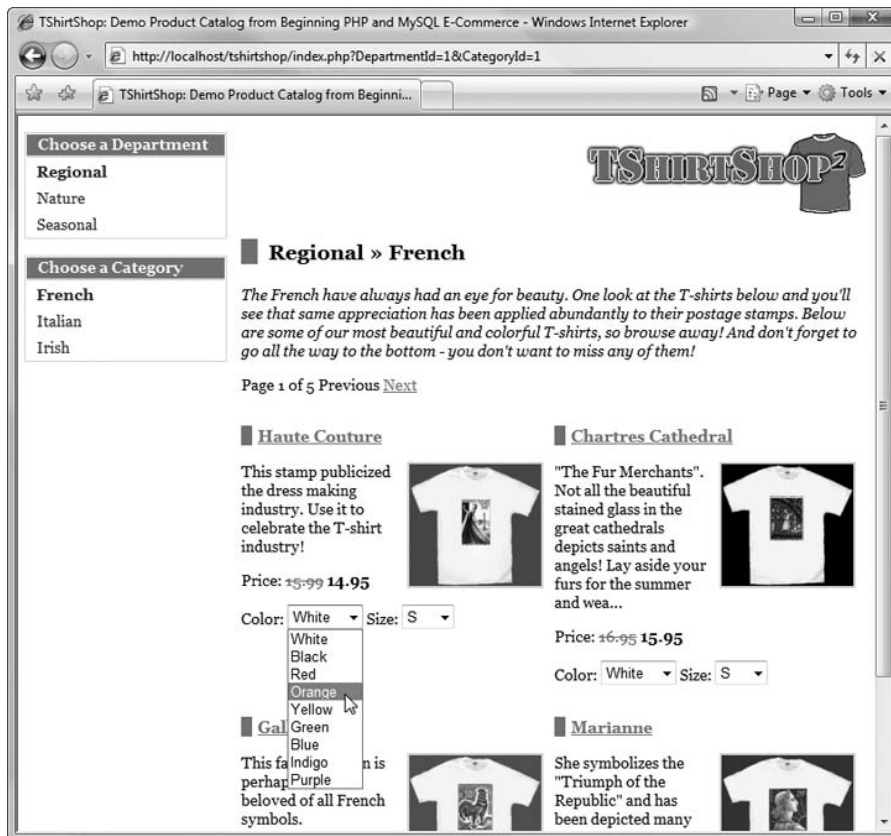 TShirtShop: Demo Product Catalog from Beginning PHP and MySQL E-Commerce - Windows Internet Explorer
http://localhost/tshirtshop/index.php?DepartmentId=1&CategoryId=1
TShirtShop: Demo Product Catalog from Beginni...
Page
Tools
Choose a Department
Regional
Nature
Seasonal
Choose a Category
French
Italian
Irish
TSHIRTSHOP²
Regional » French
The French have always had an eye for beauty. One look at the T-shirts below and you'll
see that same appreciation has been applied abundantly to their postage stamps. Below
are some of our most beautiful and colorful T-shirts, so browse away! And don't forget to
go all the way to the bottom - you don't want to miss any of them!
Page 1 of 5 Previous Next
Haute Couture
This stamp publicized
the dress making
industry. Use it to
celebrate the T-shirt
industry!
Price: 15.99 14.95
Color: White Size: S
White
Black
Red
Orange
Yellow
Green
Blue
Indigo
Purple
Chartres Cathedral
"The Fur Merchants".
Not all the beautiful
stained glass in the
great cathedrals
depicts saints and
angels! Lay aside your
furs for the summer
and wea...
Price: 16.95 15.95
Color: White Size: S
Gal
This fa n is
perhap
beloved of all French
symbols.
Marianne
She symbolizes the
"Triumph of the
Republic" and has
been depicted many